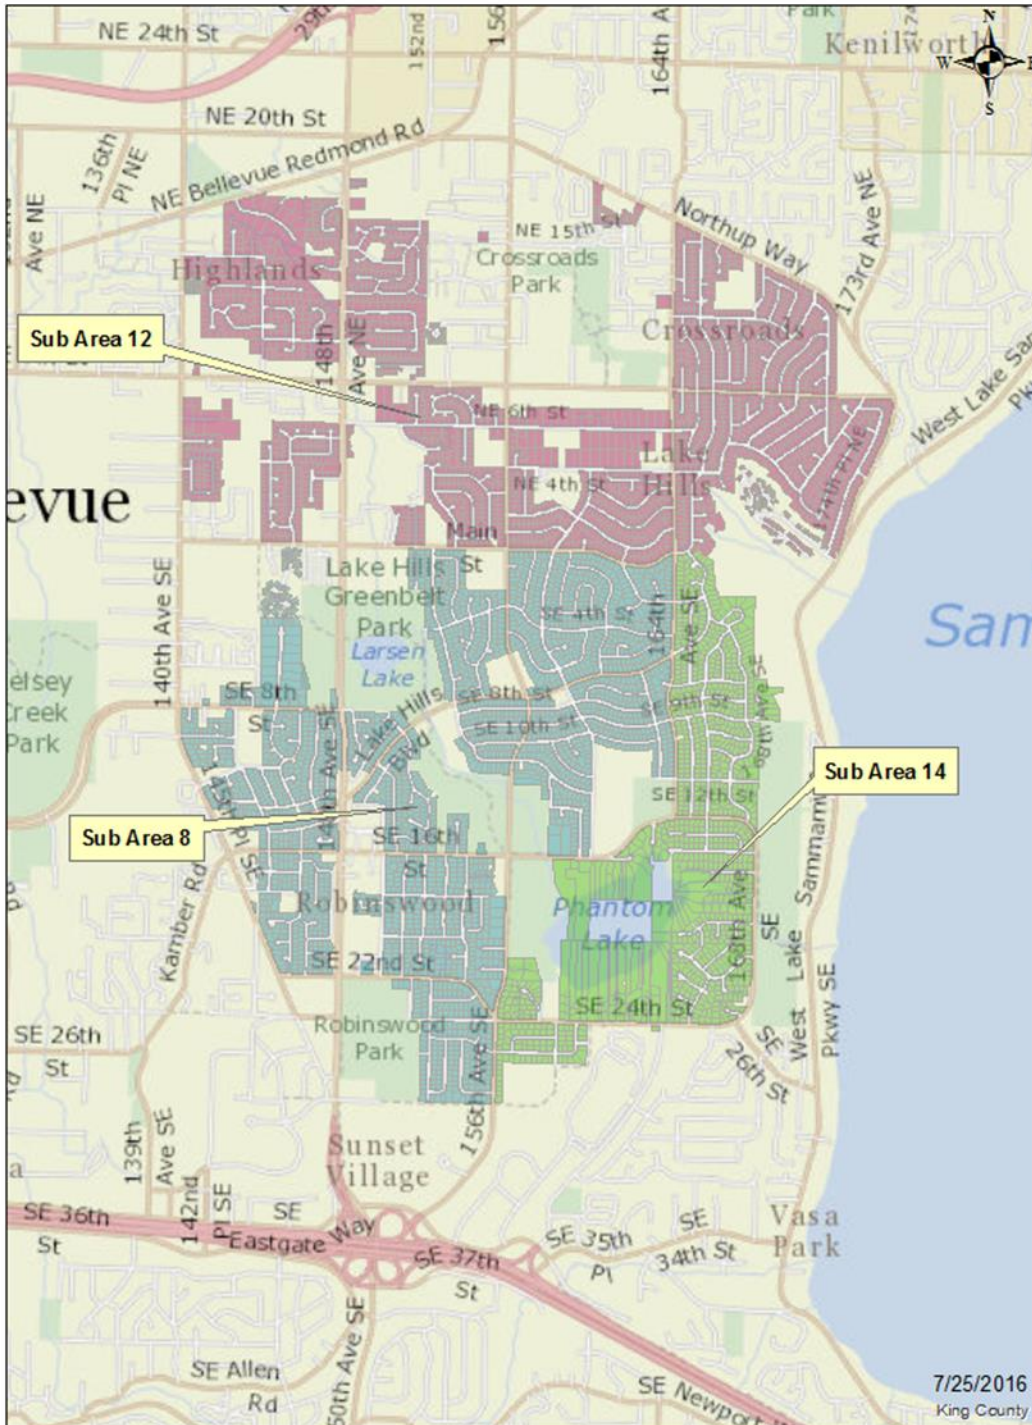 Park
NE 24th St
29th
152nd
156
164th A
174
Kenilworth
N
W
E
S
NE 20th St
136th
Pl NE
NE Bellevue Redmond Rd
Ave NE
NE 15th St
Northup Way
173rd Ave NE
Highlands
Crossroads
Park
Crossroads
Sub Area 12
148th
Ave NE
West Lake Sam
Pk
NE 6th St
Lake
Hills
174th Pl NE
evue
NE 4th St
Main
St
Lake Hills
Greenbelt
Park
Larsen
Lake
140th Ave SE
SE 4th St
164th
Ave SE
Sam
elsey
Creek
Park
SE 8th
St
Lake Hills
Blvd
SE 8th St
SE 9th St
168th Ave SE
SE 10th St
145th Pl SE
Ave SE
Sub Area 14
SE 12th St
Sub Area 8
SE 16th
St
Kamber Rd
Robinswood
Phantom
Lake
168th Ave
SE
West Lake Sammamish
Pkwy SE
SE 22nd St
SE 24th St
SE 26th
St
Robinswood
Park
156th Ave SE
SE
26th St
139th
Ave SE
142nd
Pl SE
Sunset
Village
a
SE 36th
St
SE
Eastgate Way
SE 37th
St
SE 35th
Pl
SE
34th St
Vasa
Park
SE Allen
Rd
50th Ave SE
SE Newport
7/25/2016
King County